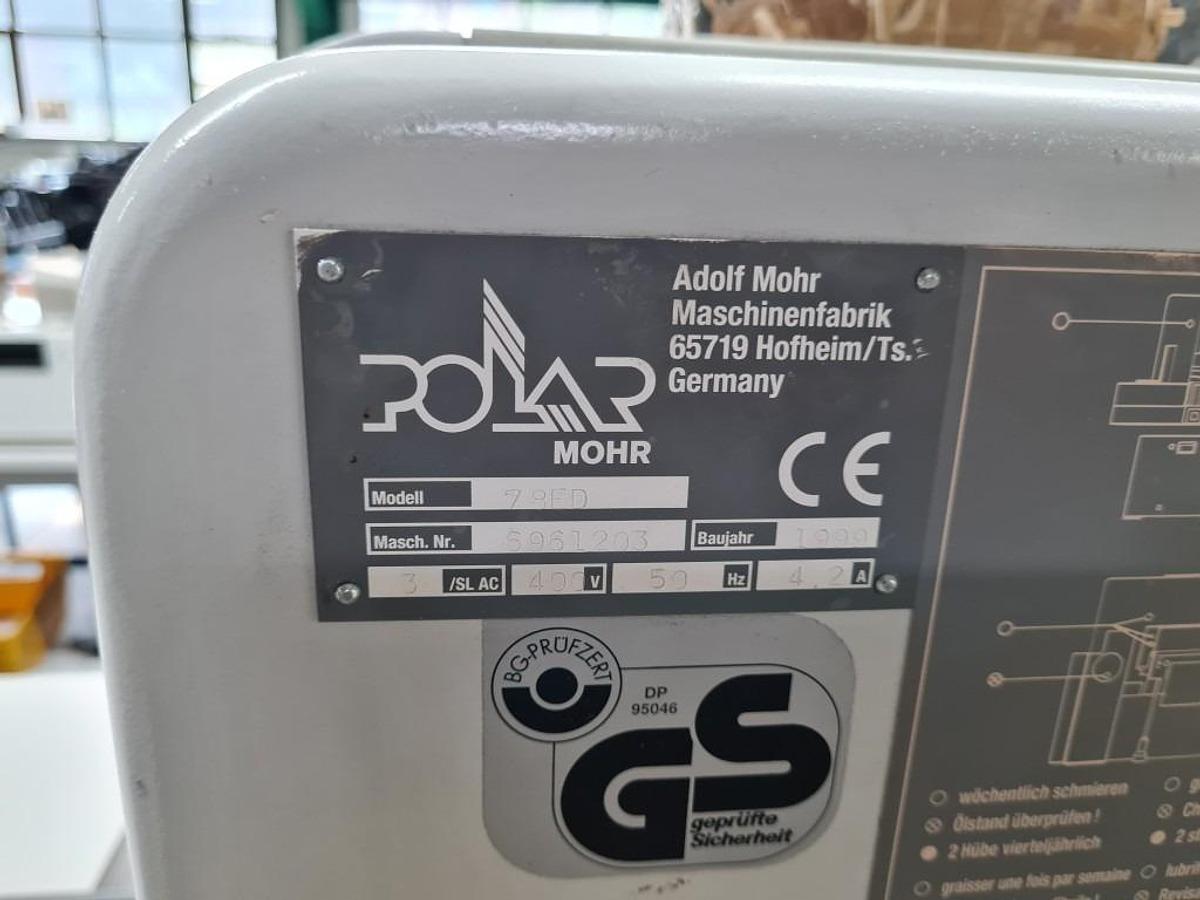 POLAR
MOHR
Adolf Mohr
Maschinenfabrik
65719 Hofheim/Ts.
Germany
CE
Modell 78ED
Masch. Nr. 6961203 Baujahr 1999
3 /SL AC 400 V 50 Hz 4.2 A
BG-PRÜFZERT
DP
95046
GS
geprüfte
Sicherheit
wöchentlich schmieren
Ölstand überprüfen !
2 Hübe vierteljährlich
graisser une fois par semaine